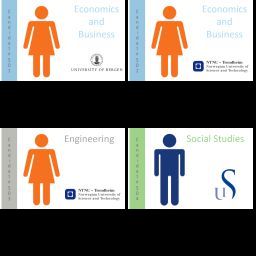 Economics
and
Business
UNIVERSITY OF BERGEN
Economics
and
Business
NTNU – Trondheim
Norwegian University of
Science and Technology
Engineering
NTNU – Trondheim
Norwegian University of
Science and Technology
Social Studies
uS